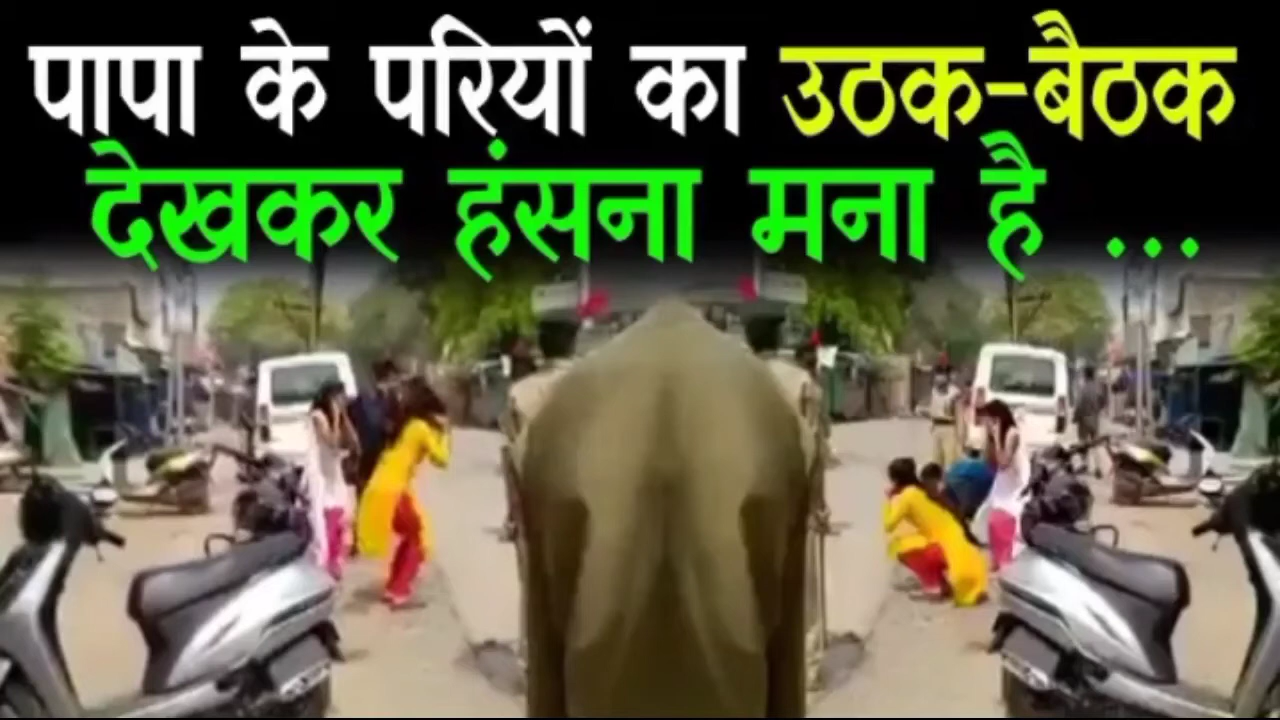 पापा के परियों का उठक-बैठक
देखकर हंसना मना है ...